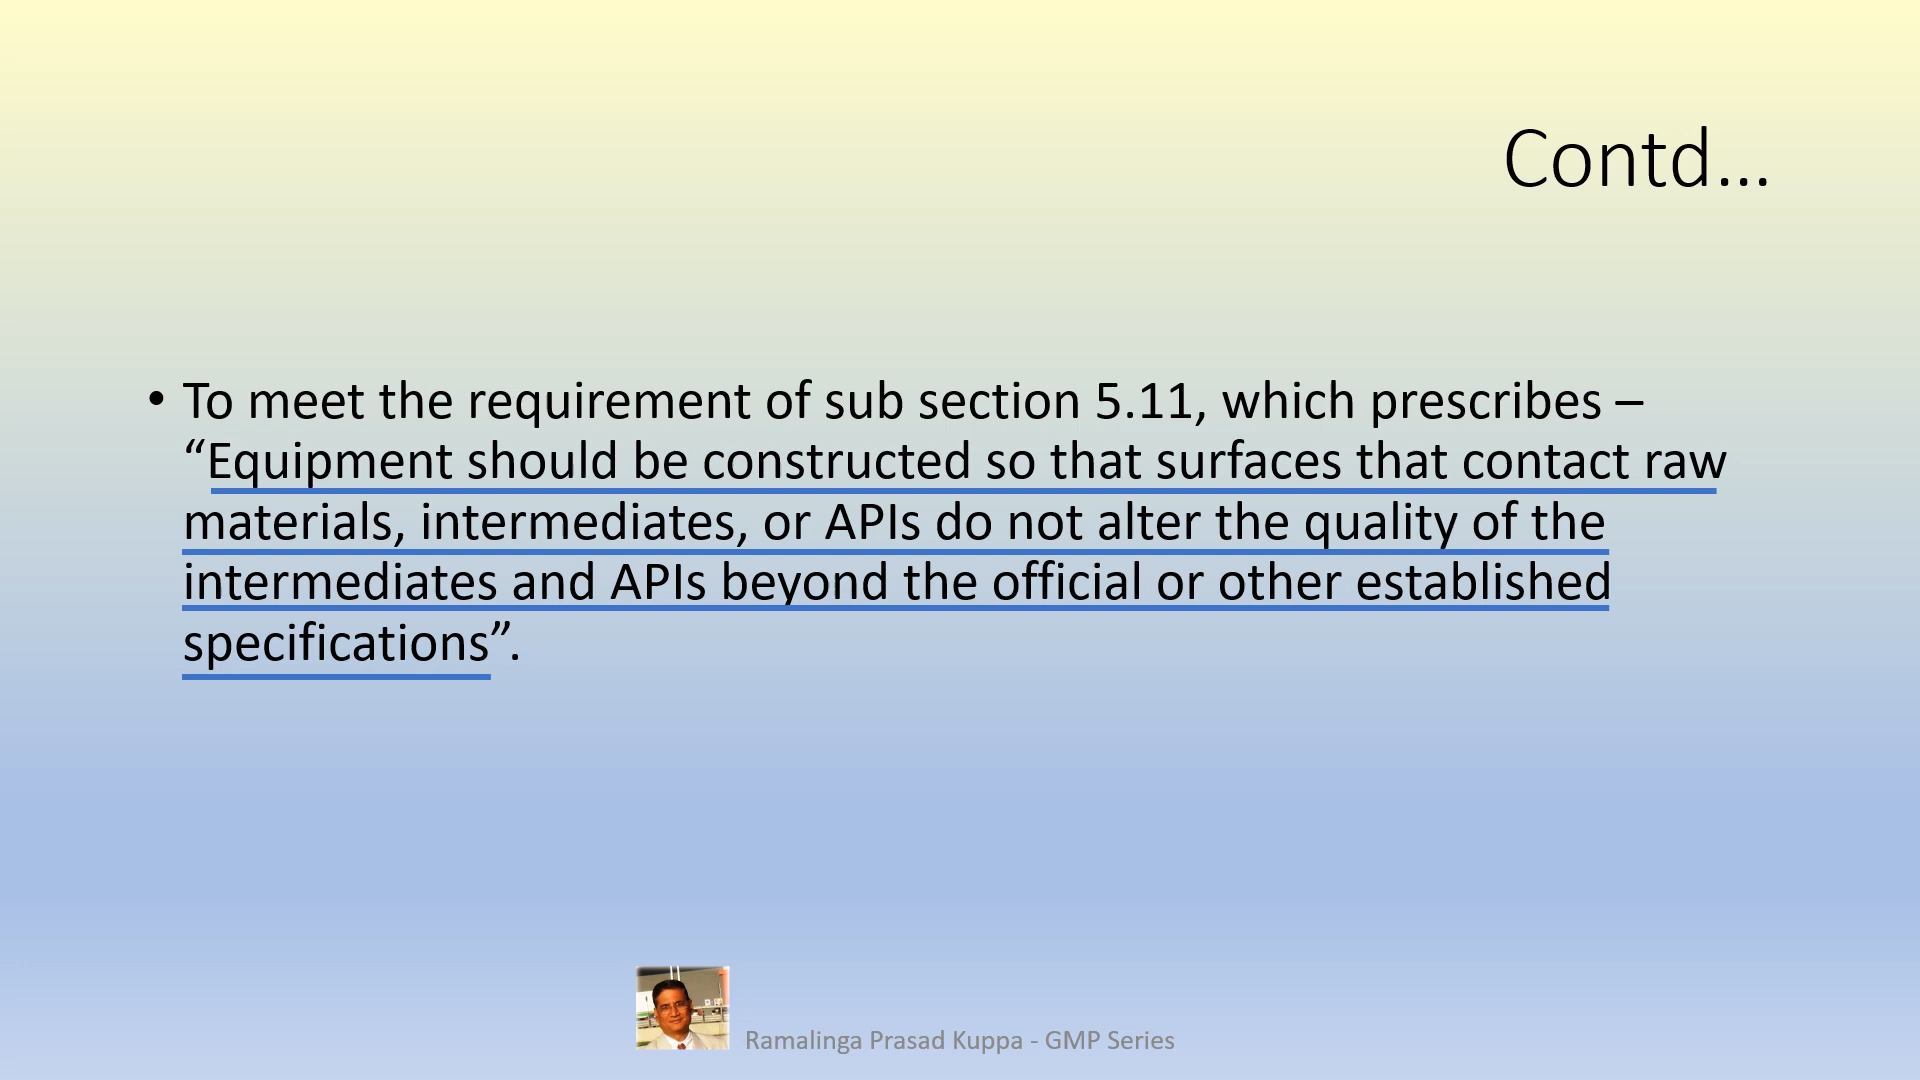 Contd...
• To meet the requirement of sub section 5.11, which prescribes –
“Equipment should be constructed so that surfaces that contact raw
materials, intermediates, or APIs do not alter the quality of the
intermediates and APIs beyond the official or other established
specifications”.
Ramalinga Prasad Kuppa - GMP Series